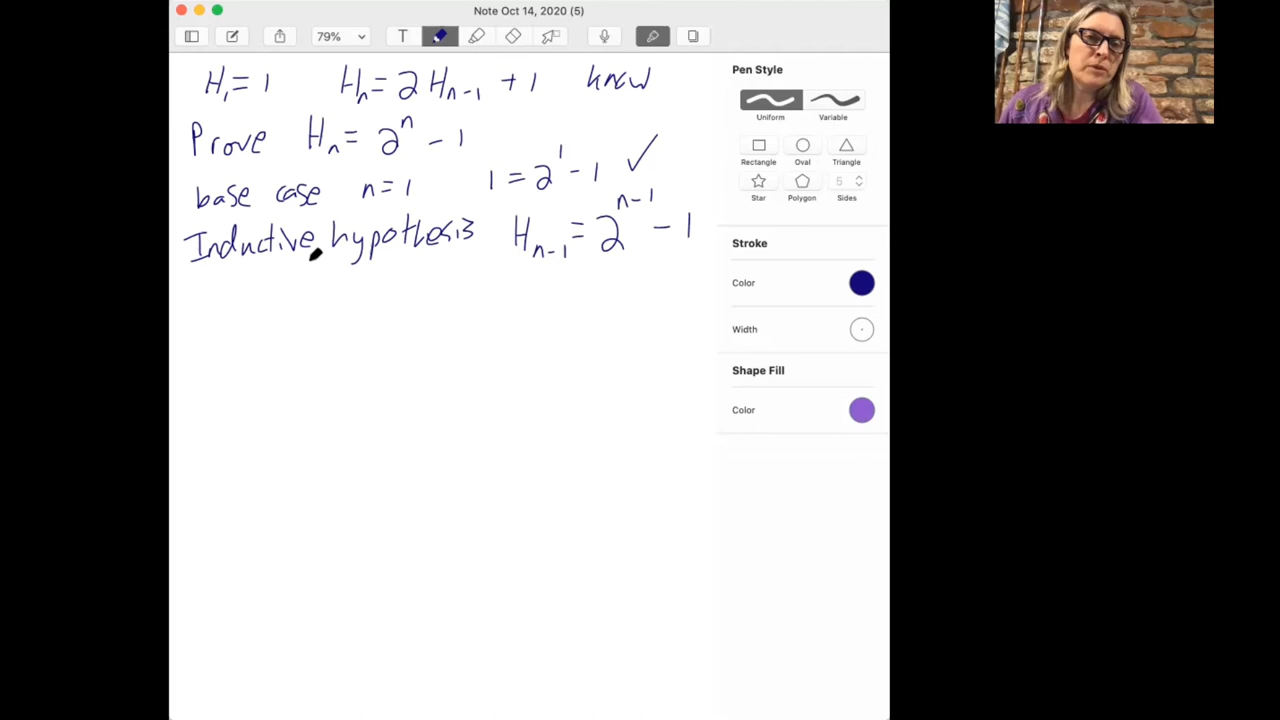 Note Oct 14, 2020 (5)
79%
T
H₁ = 1 Hₙ = 2Hₙ₋₁ + 1 know
Prove Hₙ = 2ⁿ - 1
base case n = 1 1 = 2¹ - 1 ✓
Inductive hypothesis Hₙ₋₁ = 2ⁿ⁻¹ - 1
Pen Style
Uniform Variable
Rectangle Oval Triangle
5
Star Polygon Sides
Stroke
Color
Width
Shape Fill
Color